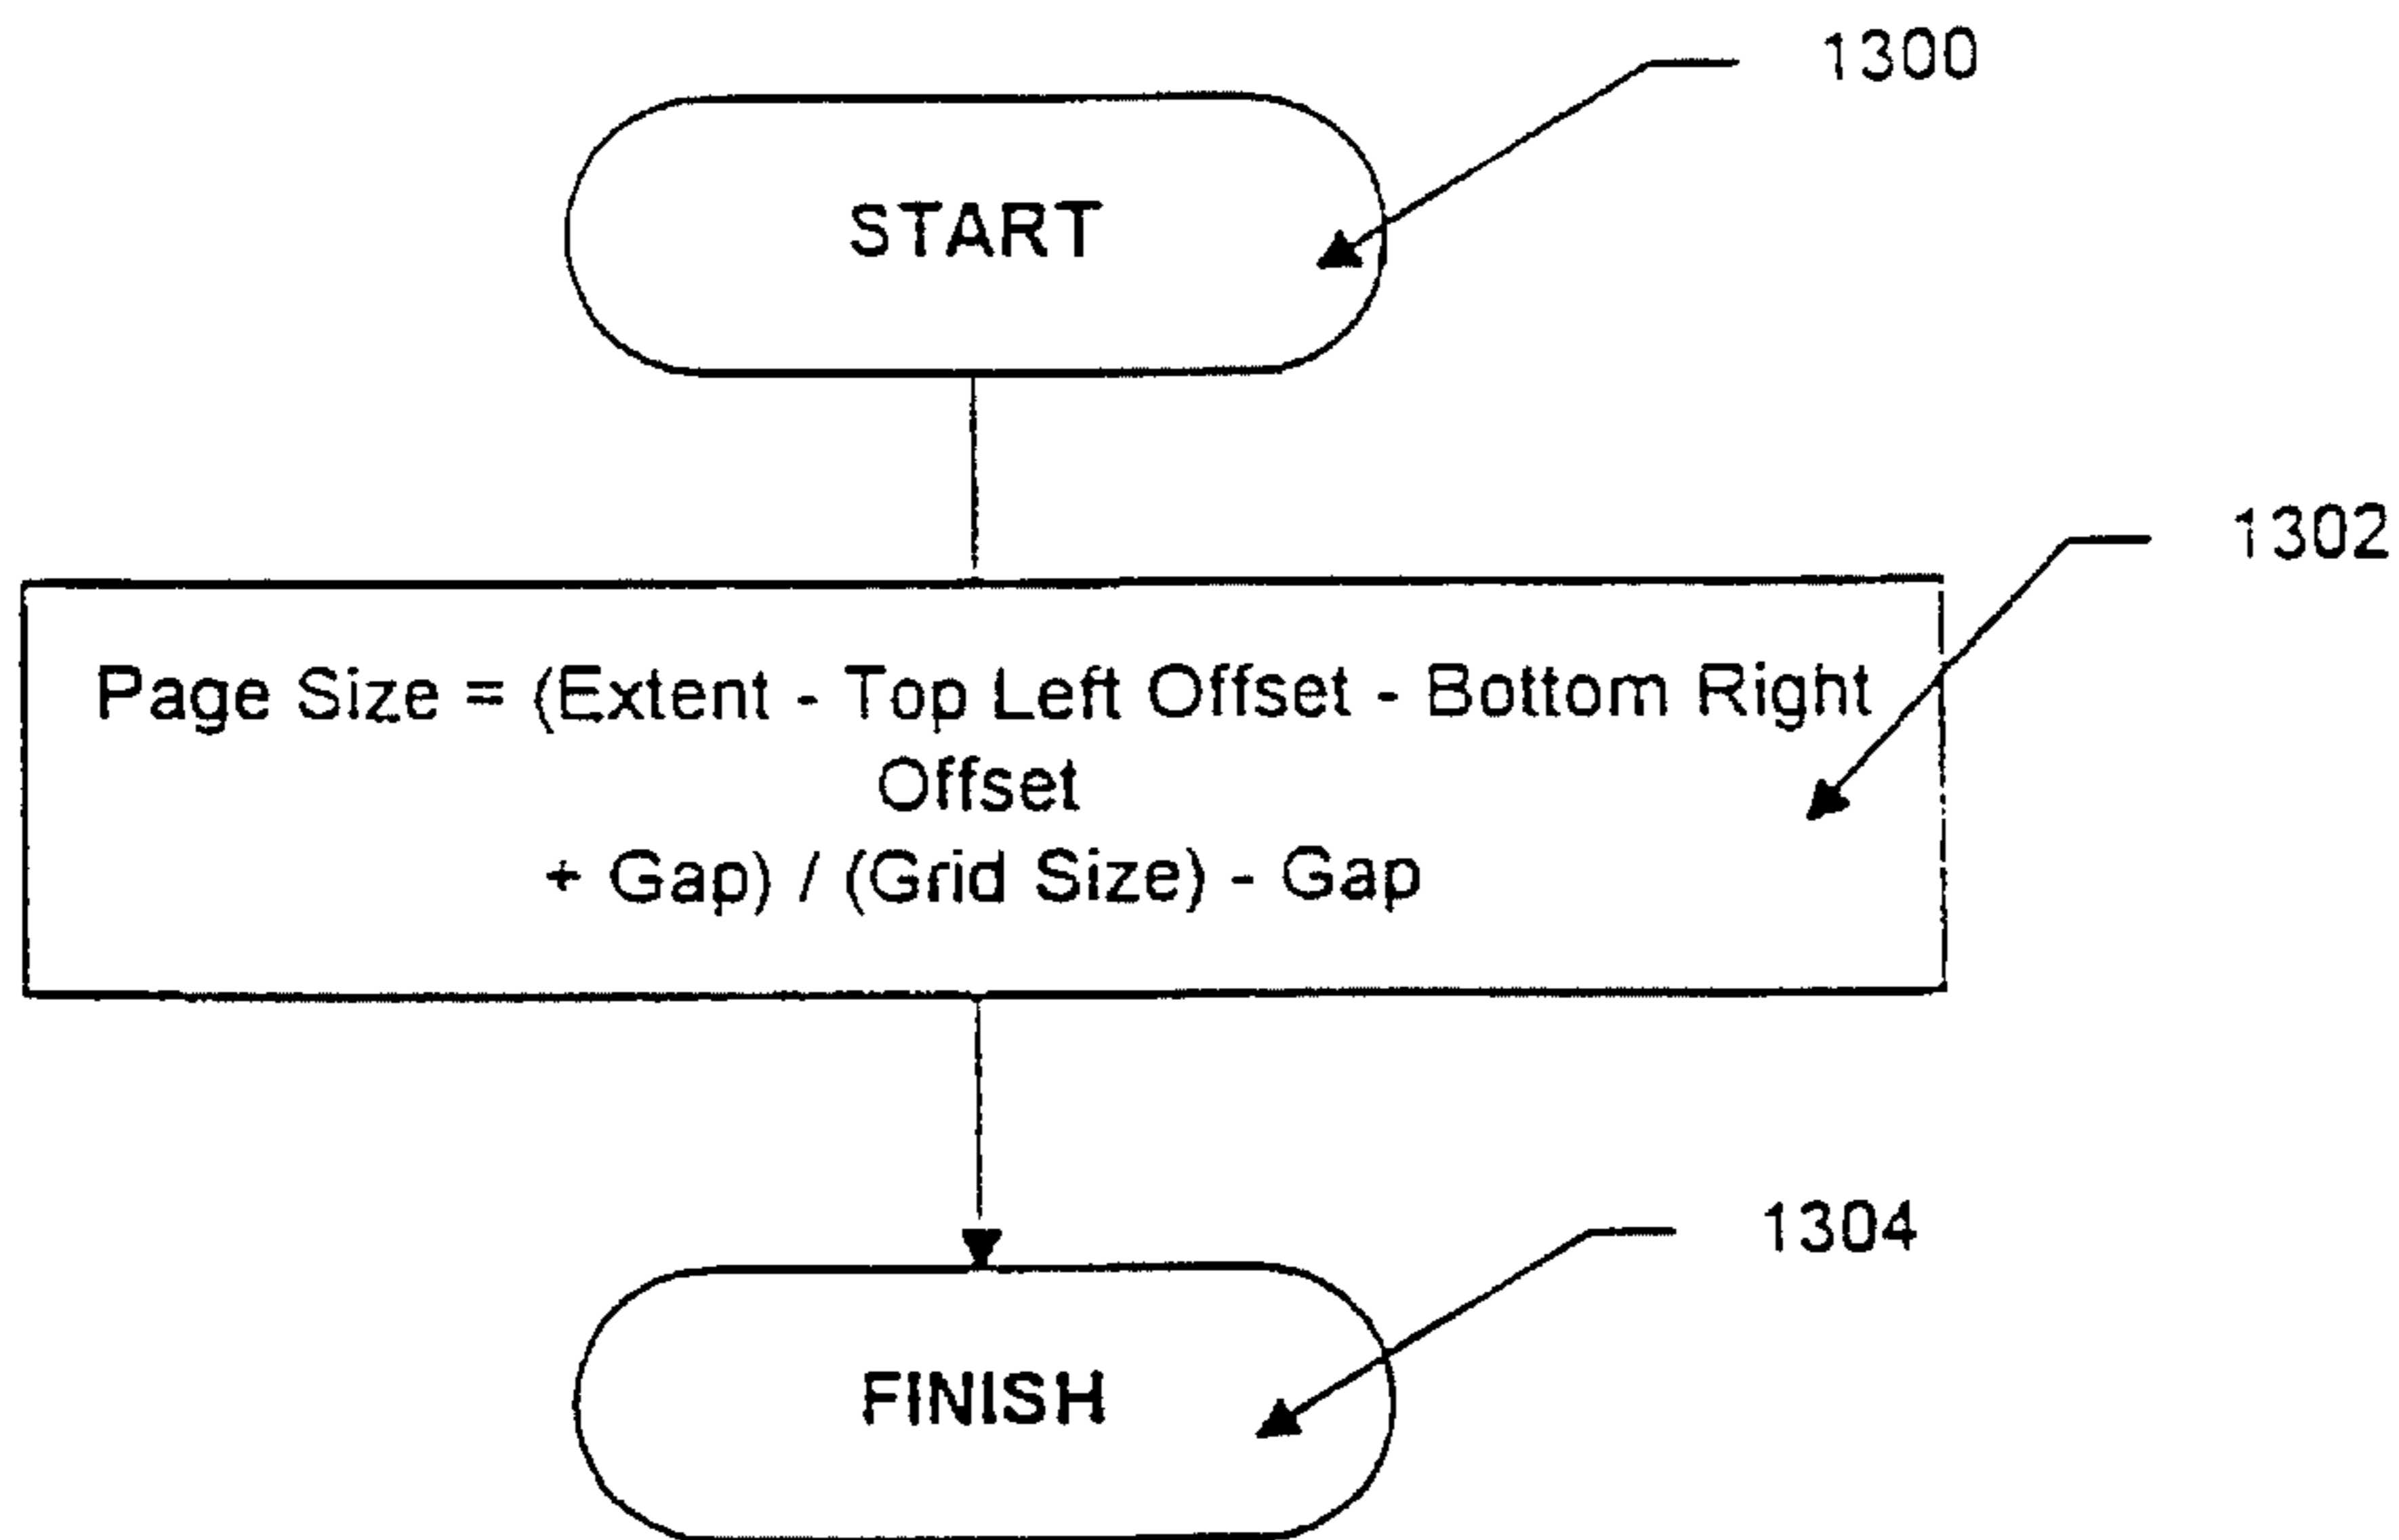 1300
START
1302
Page Size = (Extent - Top Left Offset - Bottom Right
Offset
+ Gap) / (Grid Size) - Gap
1304
FINISH